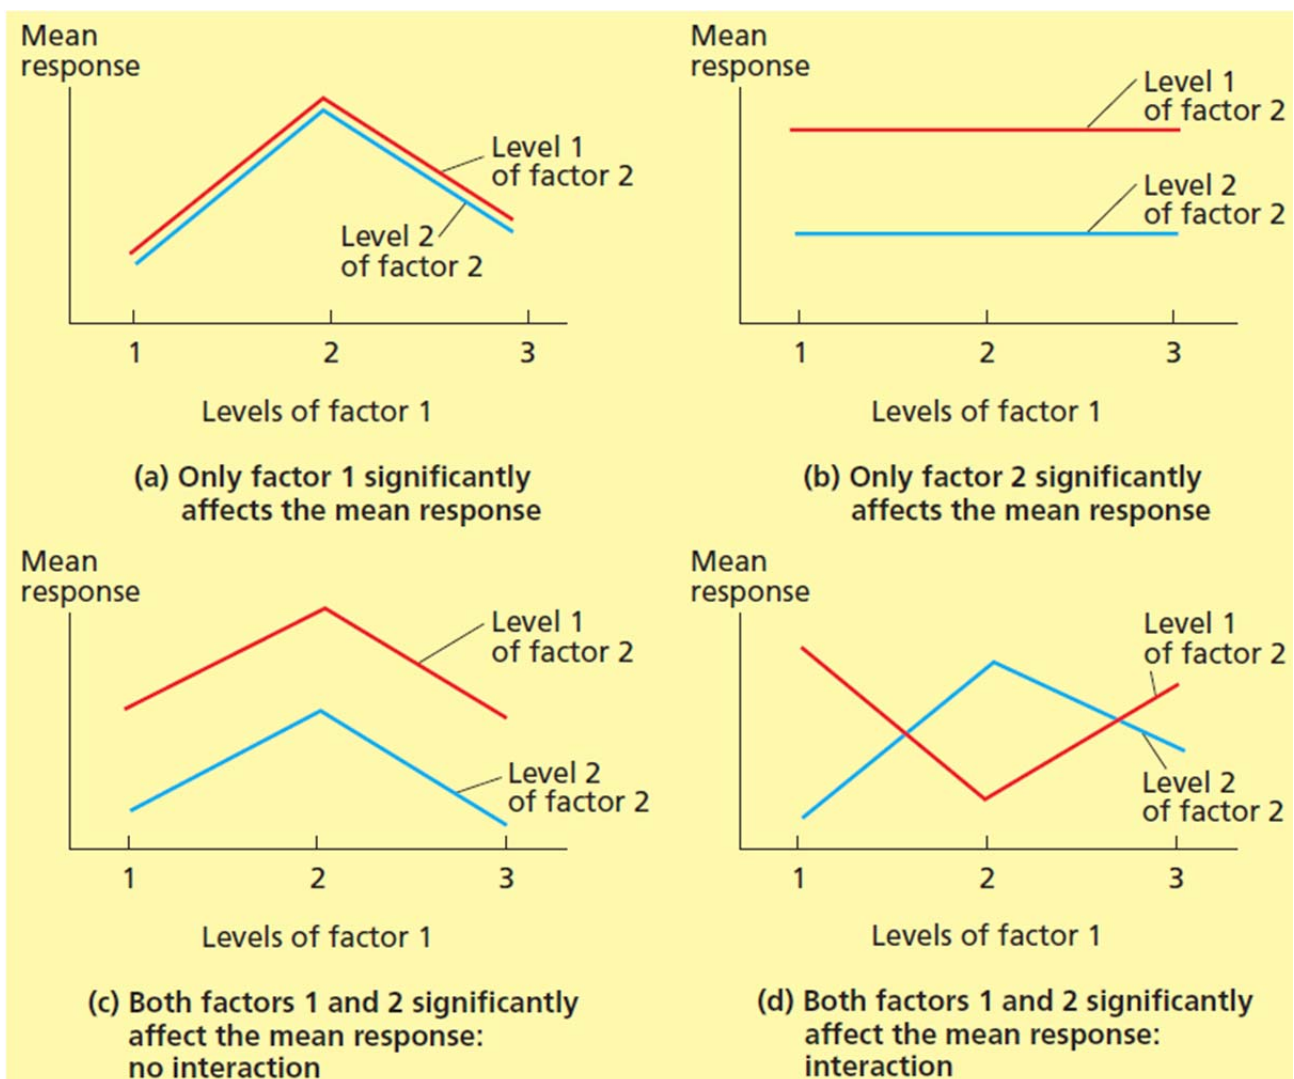 Mean
response
Level 1
of factor 2
Level 2
of factor 2
1 2 3
Levels of factor 1
(a) Only factor 1 significantly
affects the mean response
Mean
response
Level 1
of factor 2
Level 2
of factor 2
1 2 3
Levels of factor 1
(b) Only factor 2 significantly
affects the mean response
Mean
response
Level 1
of factor 2
Level 2
of factor 2
1 2 3
Levels of factor 1
(c) Both factors 1 and 2 significantly
affect the mean response:
no interaction
Mean
response
Level 1
of factor 2
Level 2
of factor 2
1 2 3
Levels of factor 1
(d) Both factors 1 and 2 significantly
affect the mean response:
interaction